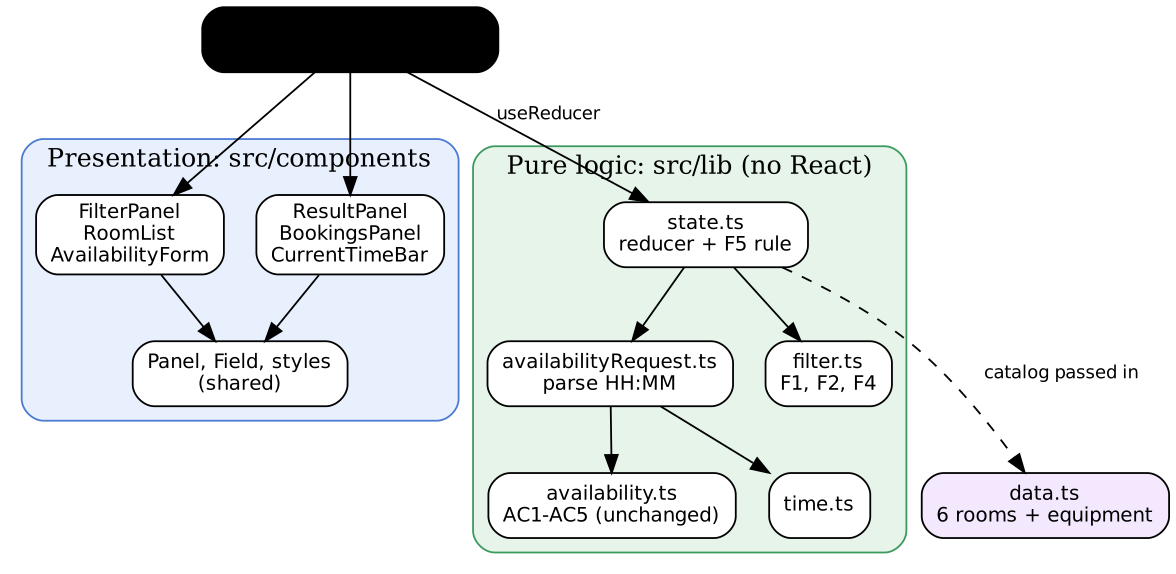 useReducer
Presentation: src/components
Pure logic: src/lib (no React)
FilterPanel
RoomList
AvailabilityForm
ResultPanel
BookingsPanel
CurrentTimeBar
state.ts
reducer + F5 rule
Panel, Field, styles
(shared)
availabilityRequest.ts
parse HH:MM
filter.ts
F1, F2, F4
catalog passed in
availability.ts
AC1-AC5 (unchanged)
time.ts
data.ts
6 rooms + equipment